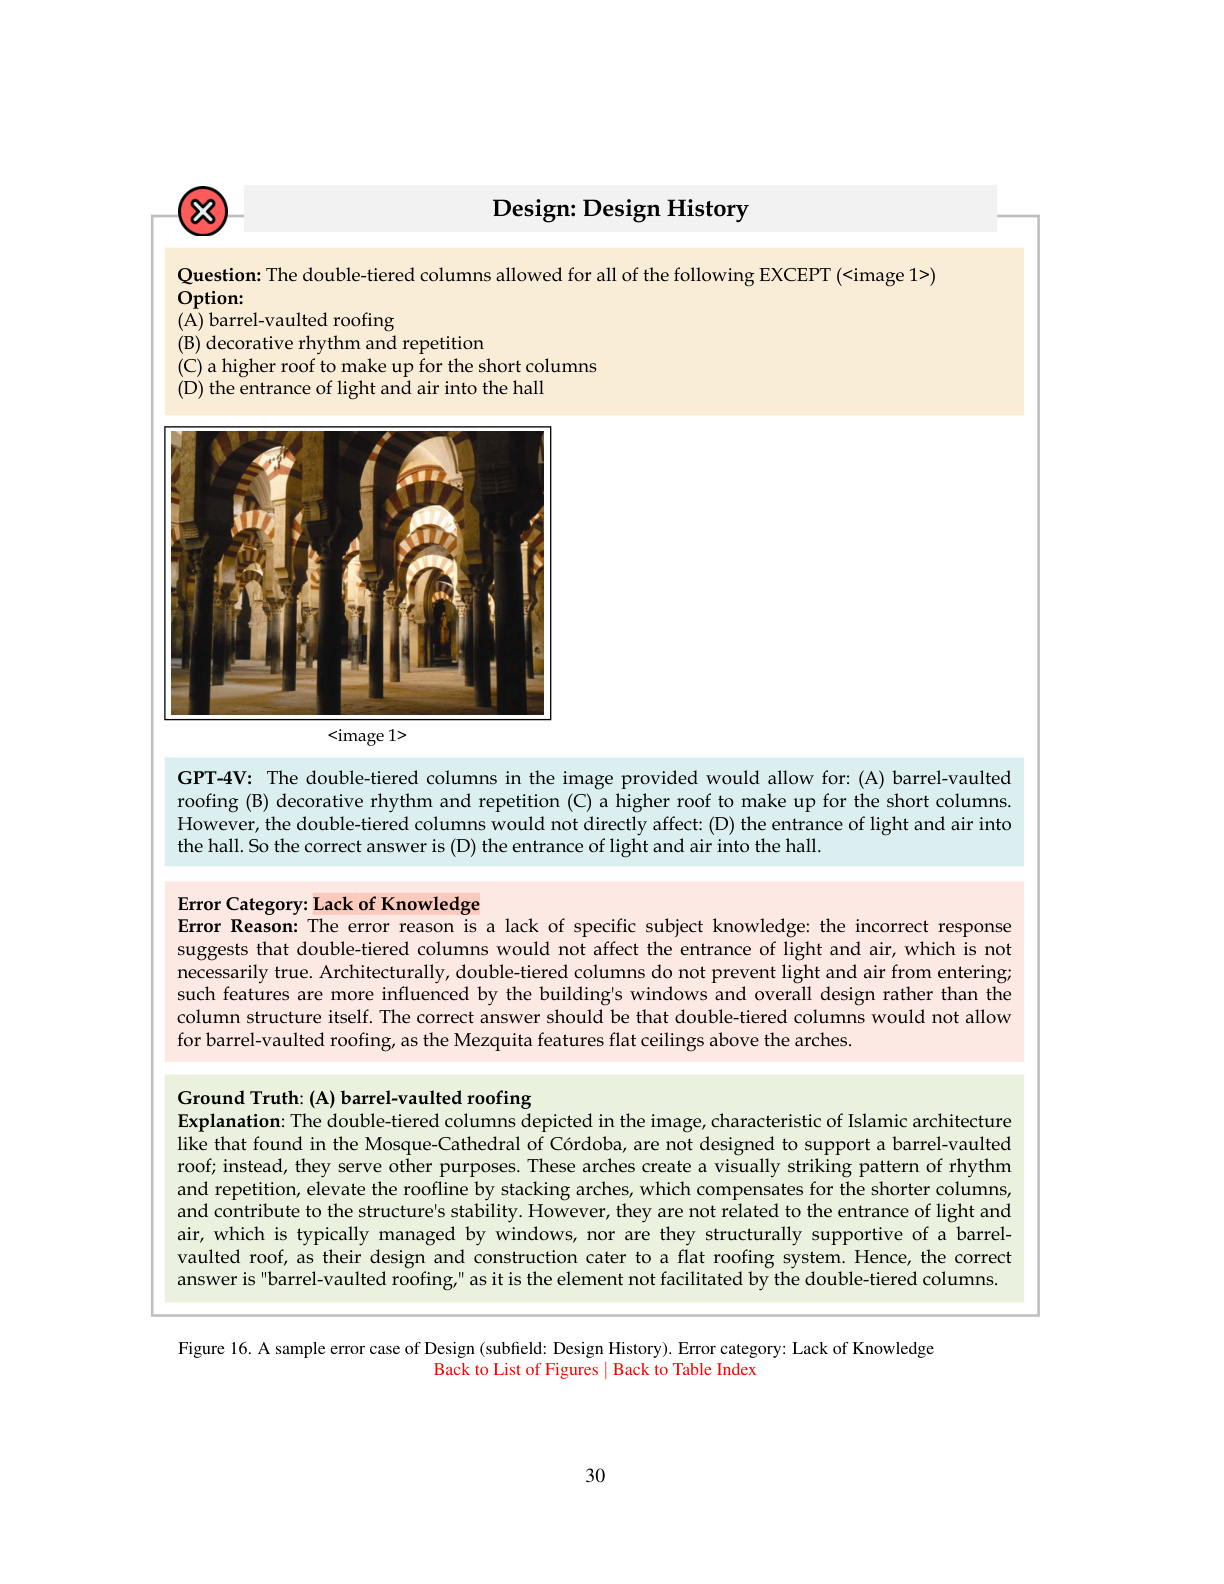 Design: Design History
Question: The double-tiered columns allowed for all of the following EXCEPT (<image 1>)
Option:
(A) barrel-vaulted roofing
(B) decorative rhythm and repetition
(C) a higher roof to make up for the short columns
(D) the entrance of light and air into the hall
<image 1>
GPT-4V: The double-tiered columns in the image provided would allow for: (A) barrel-vaulted
roofing (B) decorative rhythm and repetition (C) a higher roof to make up for the short columns.
However, the double-tiered columns would not directly affect: (D) the entrance of light and air into
the hall. So the correct answer is (D) the entrance of light and air into the hall.
Error Category: Lack of Knowledge
Error Reason: The error reason is a lack of specific subject knowledge: the incorrect response
suggests that double-tiered columns would not affect the entrance of light and air, which is not
necessarily true. Architecturally, double-tiered columns do not prevent light and air from entering;
such features are more influenced by the building's windows and overall design rather than the
column structure itself. The correct answer should be that double-tiered columns would not allow
for barrel-vaulted roofing, as the Mezquita features flat ceilings above the arches.
Ground Truth: (A) barrel-vaulted roofing
Explanation: The double-tiered columns depicted in the image, characteristic of Islamic architecture
like that found in the Mosque-Cathedral of Córdoba, are not designed to support a barrel-vaulted
roof; instead, they serve other purposes. These arches create a visually striking pattern of rhythm
and repetition, elevate the roofline by stacking arches, which compensates for the shorter columns,
and contribute to the structure's stability. However, they are not related to the entrance of light and
air, which is typically managed by windows, nor are they structurally supportive of a barrel-
vaulted roof, as their design and construction cater to a flat roofing system. Hence, the correct
answer is "barrel-vaulted roofing," as it is the element not facilitated by the double-tiered columns.
Figure 16. A sample error case of Design (subfield: Design History). Error category: Lack of Knowledge
Back to List of Figures | Back to Table Index
30